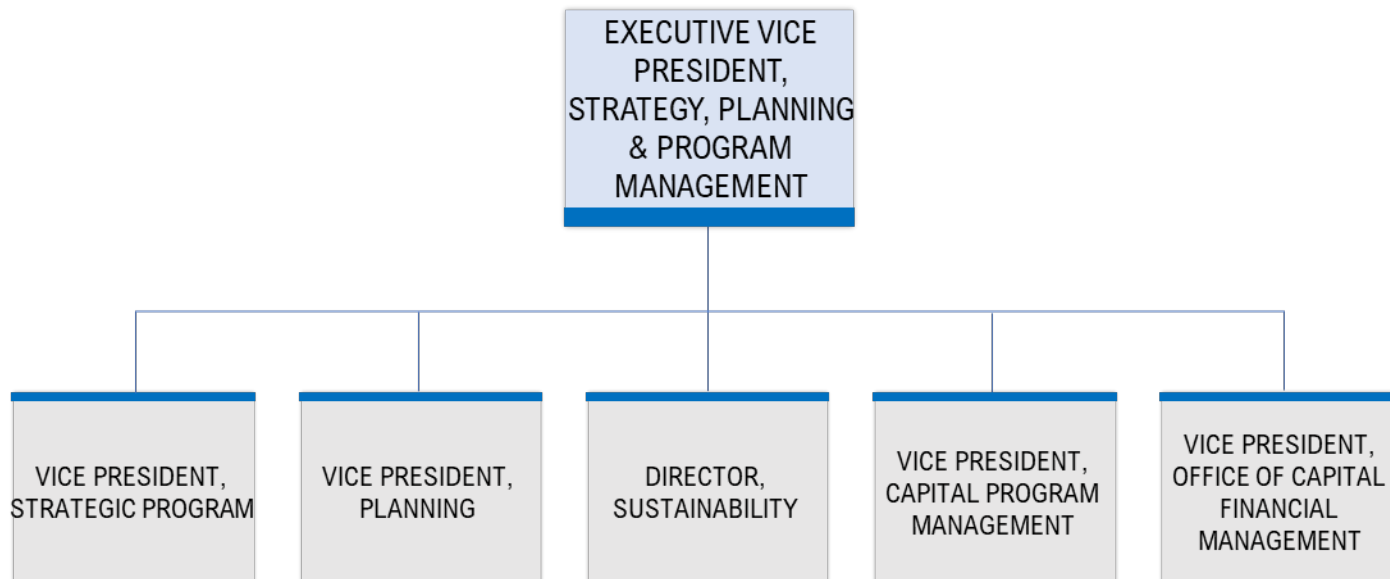 EXECUTIVE VICE
PRESIDENT,
STRATEGY, PLANNING
& PROGRAM
MANAGEMENT
VICE PRESIDENT,
STRATEGIC PROGRAM
VICE PRESIDENT,
PLANNING
DIRECTOR,
SUSTAINABILITY
VICE PRESIDENT,
CAPITAL PROGRAM
MANAGEMENT
VICE PRESIDENT,
OFFICE OF CAPITAL
FINANCIAL
MANAGEMENT